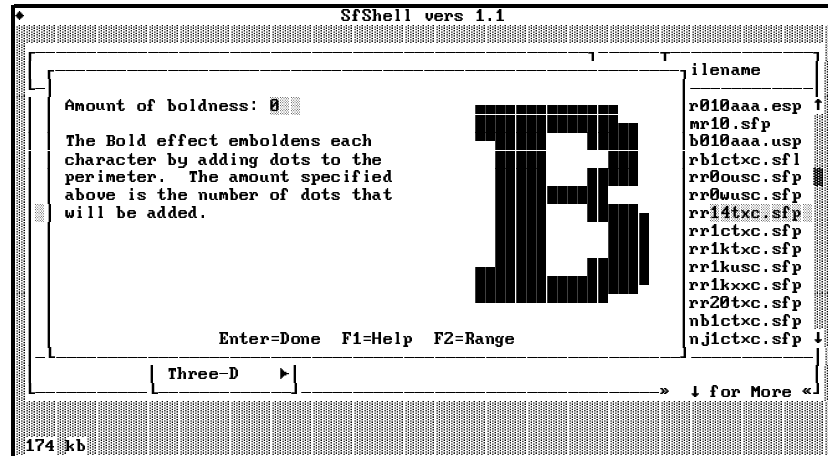 SfShell vers 1.1
ilename
Amount of boldness: 0
The Bold effect emboldens each
character by adding dots to the
perimeter. The amount specified
above is the number of dots that
will be added.
B
Enter=Done F1=Help F2=Range
r010aaa.esp ↑
mr10.sfp
b010aaa.usp
rb1ctxc.sfl
rr0ousc.sfp
rr0wusc.sfp
rr14txc.sfp
rr1ctxc.sfp
rr1ktxc.sfp
rr1kusc.sfp
rr1kxxc.sfp
rr20txc.sfp
nb1ctxc.sfp
nj1ctxc.sfp ↓
Three-D ►
» ↓ for More «
174 kb